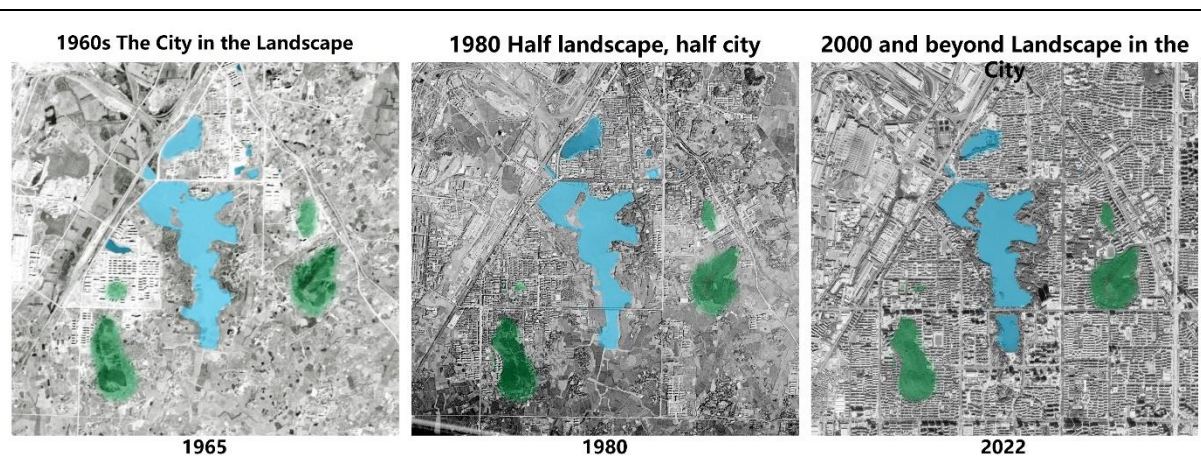 1960s The City in the Landscape
1980 Half landscape, half city
2000 and beyond Landscape in the
City
1965
1980
2022